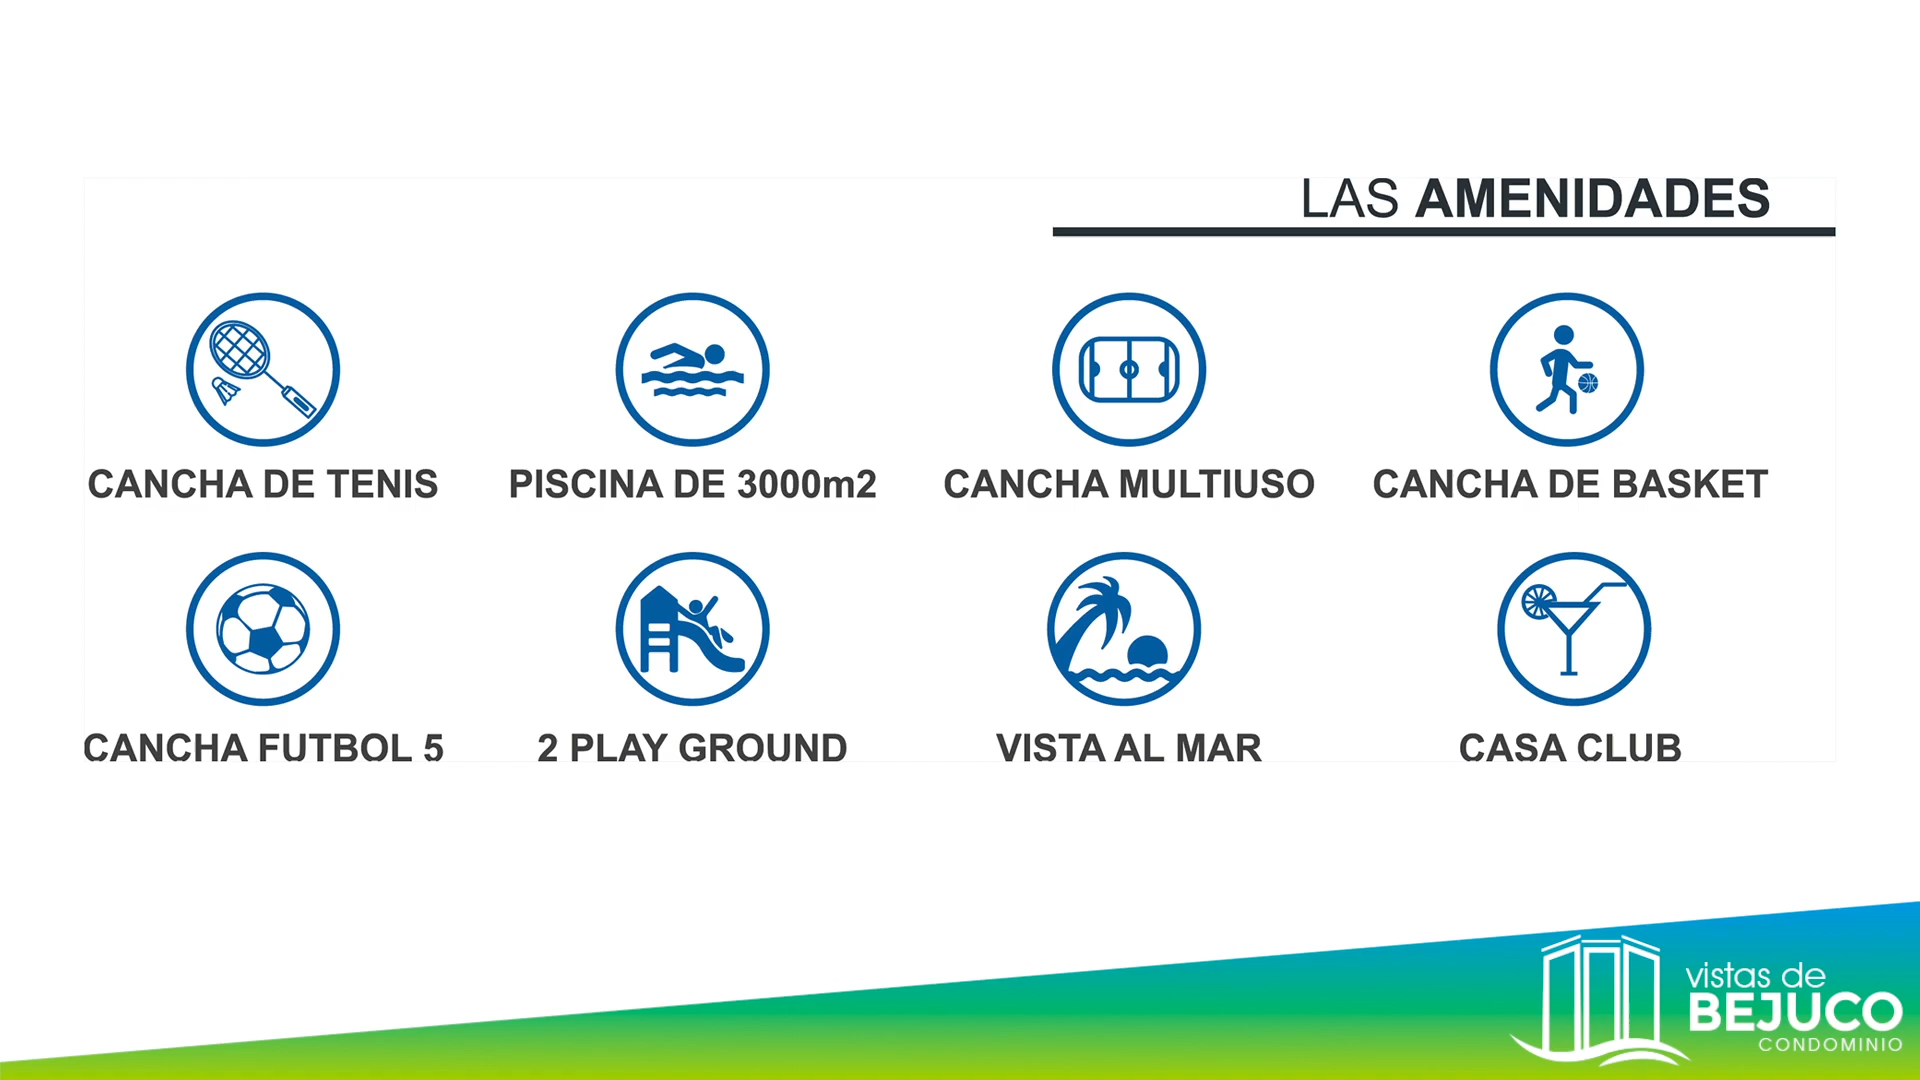 LAS AMENIDADES
CANCHA DE TENIS
PISCINA DE 3000m2
CANCHA MULTIUSO
CANCHA DE BASKET
CANCHA FUTBOL 5
2 PLAY GROUND
VISTA AL MAR
CASA CLUB
vistas de
BEJUCO
CONDOMINIO